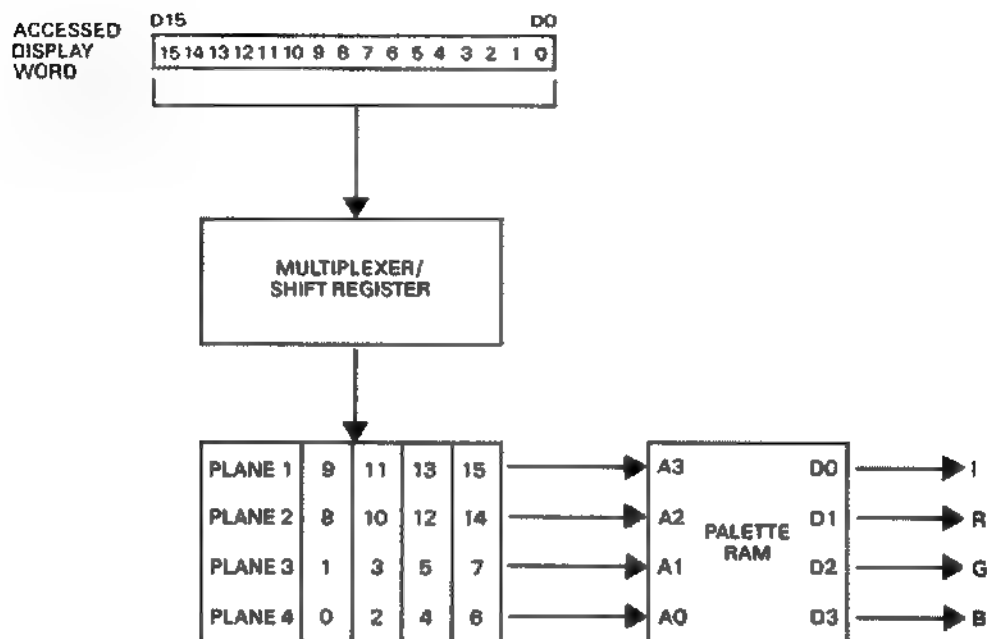 ACCESSED
DISPLAY
WORD
D15 D0
15 14 13 12 11 10 9 8 7 6 5 4 3 2 1 0
MULTIPLEXER/
SHIFT REGISTER
PLANE 1 9 11 13 15
PLANE 2 8 10 12 14
PLANE 3 1 3 5 7
PLANE 4 0 2 4 6
A3 D0 I
A2 D1 R
PALETTE
RAM
A1 D2 G
A0 D3 B